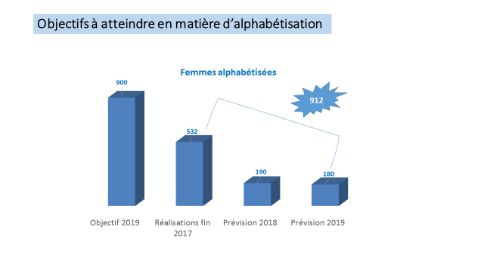 Objectifs à atteindre en matière d'alphabétisation
Femmes alphabétisées
900
912
532
190
180
Objectif 2019
Réalisations fin 2017
Prévision 2018
Prévision 2019